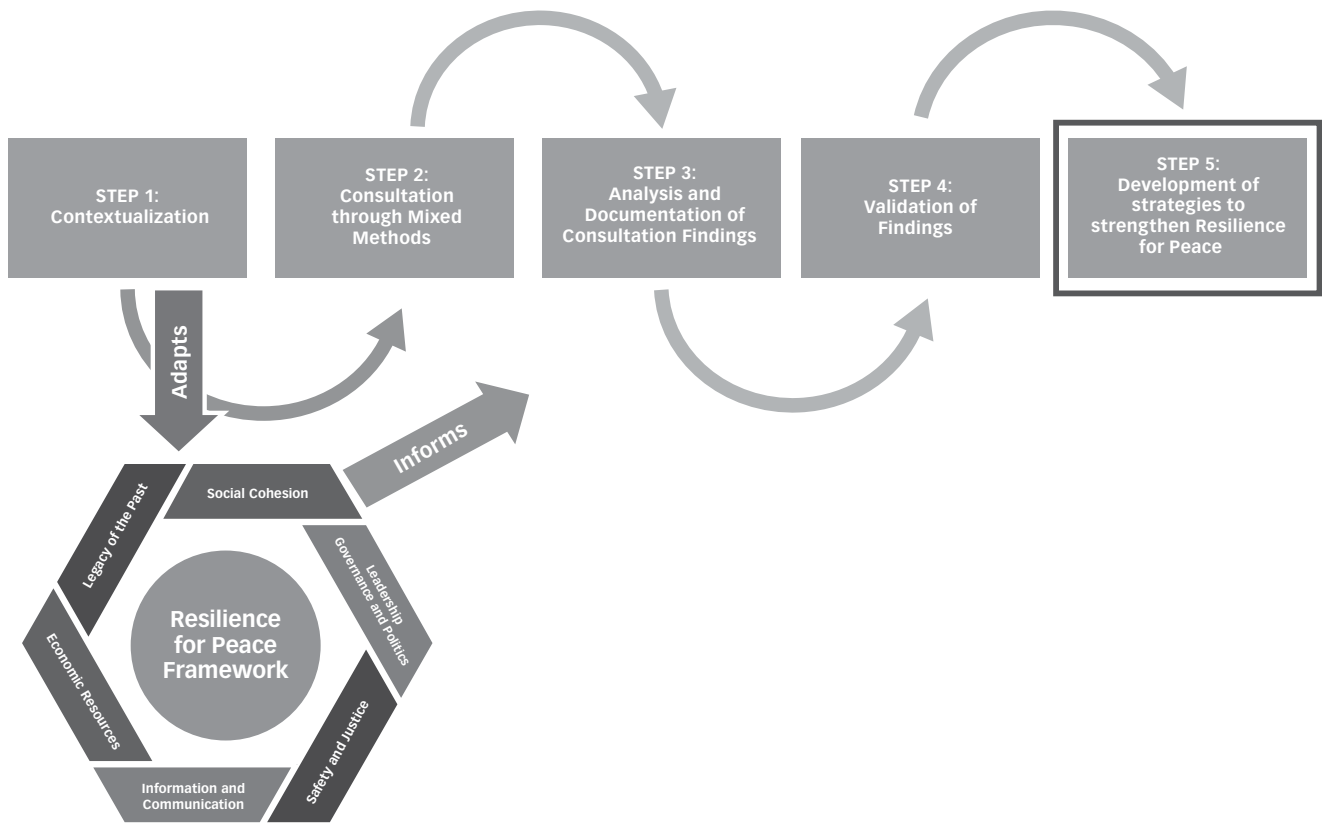 STEP 1:
Contextualization
STEP 2:
Consultation
through Mixed
Methods
STEP 3:
Analysis and
Documentation of
Consultation Findings
STEP 4:
Validation of
Findings
STEP 5:
Development of
strategies to
strengthen Resilience
for Peace
Adapts
Informs
Legacy of the Past
Social Cohesion
Leadership
Governance and Politics
Safety and Justice
Information and
Communication
Economic Resources
Resilience
for Peace
Framework